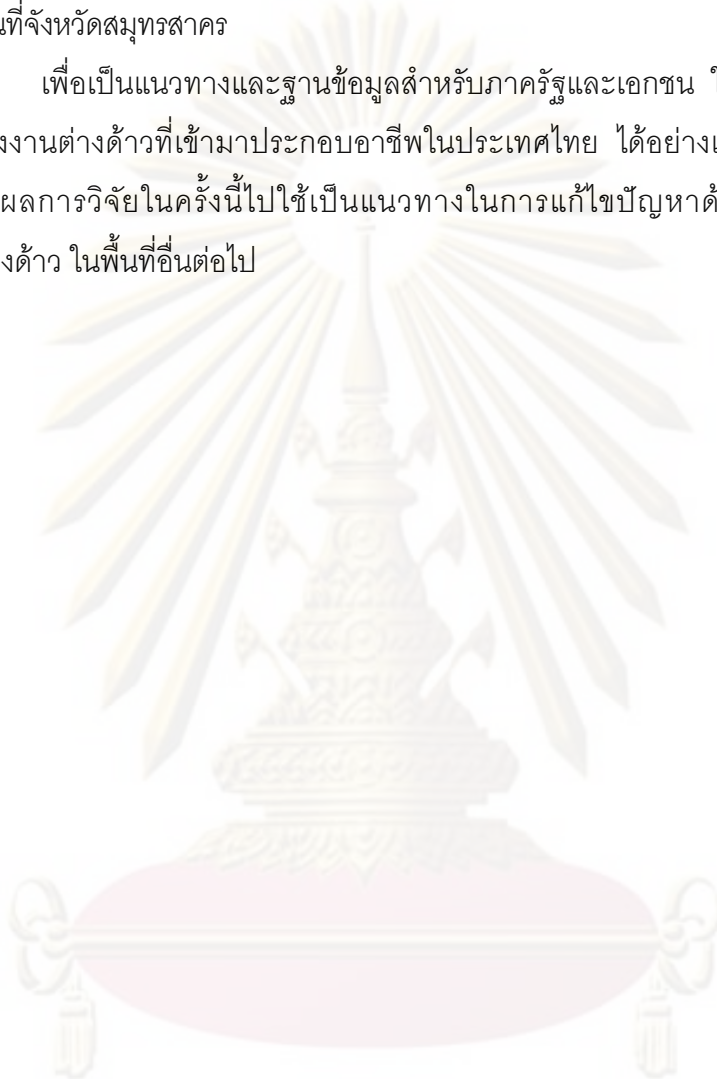 นที่จังหวัดสมุทรสาคร
เพื่อเป็นแนวทางและฐานข้อมูลสำหรับภาครัฐและเอกชน ใ
งงานต่างด้าวที่เข้ามาประกอบอาชีพในประเทศไทย ได้อย่างเ
ผลการวิจัยในครั้งนี้ไปใช้เป็นแนวทางในการแก้ไขปัญหาด้
งด้าว ในพื้นที่อื่นต่อไป